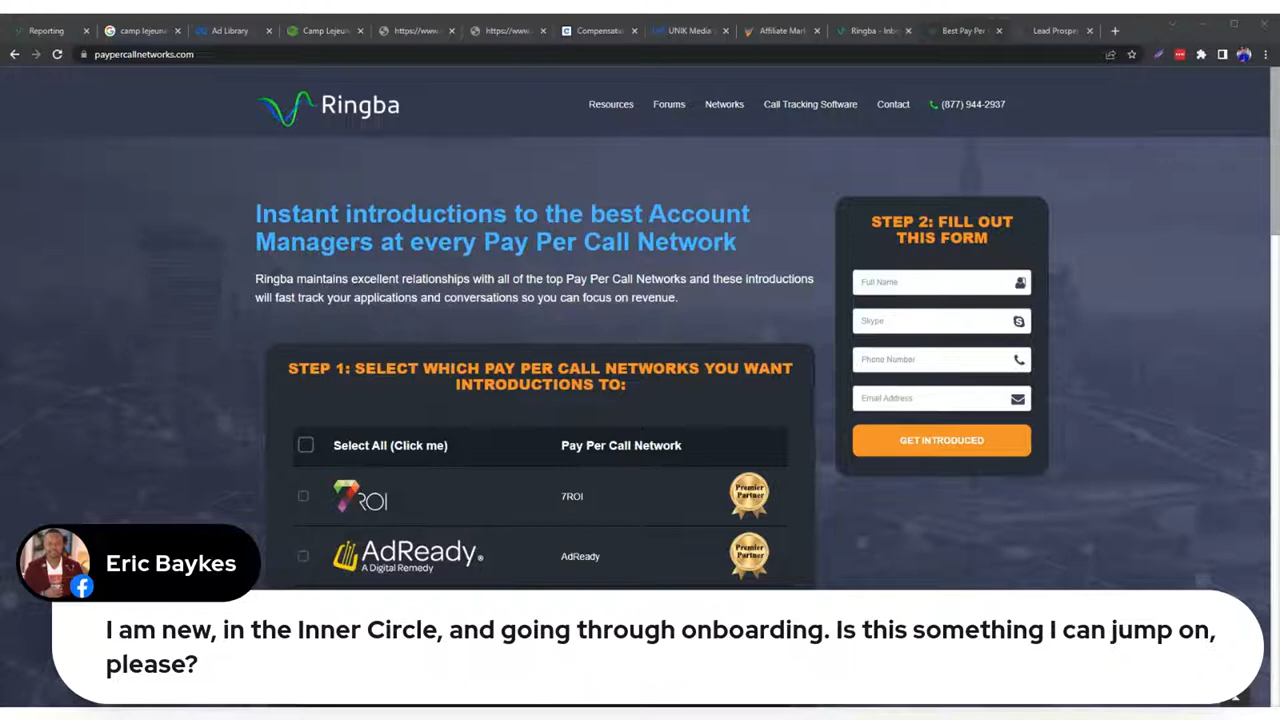 Reporting
camp lejeun
Ad Library
Camp Lejeun
https://www.
https://www.
Compensatio
UNIK Media
Affiliate Mark
Ringba - Inb
Best Pay Per
Lead Prospe
paypercallnetworks.com
Ringba
Resources
Forums
Networks
Call Tracking Software
Contact
(877) 944-2937
Instant introductions to the best Account
Managers at every Pay Per Call Network
Ringba maintains excellent relationships with all of the top Pay Per Call Networks and these introductions
will fast track your applications and conversations so you can focus on revenue.
STEP 2: FILL OUT
THIS FORM
Full Name
Skype
Phone Number
Email Address
GET INTRODUCED
STEP 1: SELECT WHICH PAY PER CALL NETWORKS YOU WANT
INTRODUCTIONS TO:
Select All (Click me)
Pay Per Call Network
7ROI
7ROI
Premier
Partner
AdReady
A Digital Remedy
AdReady
Premier
Partner
Eric Baykes
I am new, in the Inner Circle, and going through onboarding. Is this something I can jump on,
please?